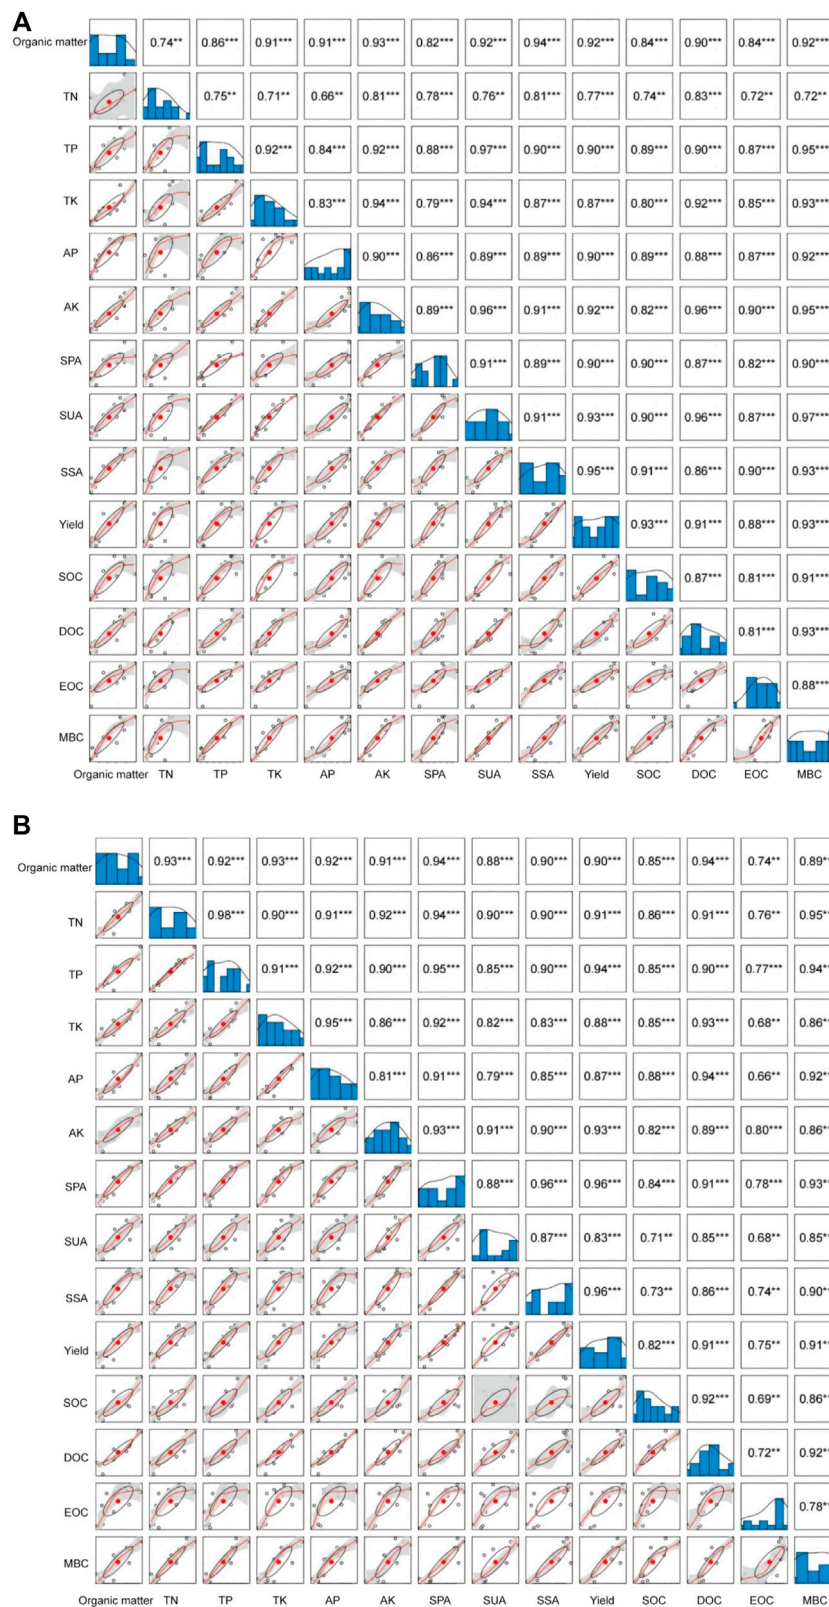 A
Organic matter 0.74** 0.86*** 0.91*** 0.91*** 0.93*** 0.82*** 0.92*** 0.94*** 0.92*** 0.84*** 0.90*** 0.84*** 0.92***
TN 0.75** 0.71** 0.66** 0.81*** 0.78*** 0.76** 0.81*** 0.77*** 0.74** 0.83*** 0.72** 0.72**
TP 0.92*** 0.84*** 0.92*** 0.88*** 0.97*** 0.90*** 0.90*** 0.89*** 0.90*** 0.87*** 0.95***
TK 0.83*** 0.94*** 0.79*** 0.94*** 0.87*** 0.87*** 0.80*** 0.92*** 0.85*** 0.93***
AP 0.90*** 0.86*** 0.89*** 0.89*** 0.90*** 0.89*** 0.88*** 0.87*** 0.92***
AK 0.89*** 0.96*** 0.91*** 0.92*** 0.82*** 0.96*** 0.90*** 0.95***
SPA 0.91*** 0.89*** 0.90*** 0.90*** 0.87*** 0.82*** 0.90***
SUA 0.91*** 0.93*** 0.90*** 0.96*** 0.87*** 0.97***
SSA 0.95*** 0.91*** 0.86*** 0.90*** 0.93***
Yield 0.93*** 0.91*** 0.88*** 0.93***
SOC 0.87*** 0.81*** 0.91***
DOC 0.81*** 0.93***
EOC 0.88***
MBC
Organic matter TN TP TK AP AK SPA SUA SSA Yield SOC DOC EOC MBC
B
Organic matter 0.93*** 0.92*** 0.93*** 0.92*** 0.91*** 0.94*** 0.88*** 0.90*** 0.90*** 0.85*** 0.94*** 0.74** 0.89**
TN 0.98*** 0.90*** 0.91*** 0.92*** 0.94*** 0.90*** 0.90*** 0.91*** 0.86*** 0.91*** 0.76** 0.95**
TP 0.91*** 0.92*** 0.90*** 0.95*** 0.85*** 0.90*** 0.94*** 0.85*** 0.90*** 0.77*** 0.94**
TK 0.95*** 0.86*** 0.92*** 0.82*** 0.83*** 0.88*** 0.85*** 0.93*** 0.68** 0.86**
AP 0.81*** 0.91*** 0.79*** 0.85*** 0.87*** 0.88*** 0.94*** 0.66** 0.92**
AK 0.93*** 0.91*** 0.90*** 0.93*** 0.82*** 0.89*** 0.80*** 0.86**
SPA 0.88*** 0.96*** 0.96*** 0.84*** 0.91*** 0.78*** 0.93**
SUA 0.87*** 0.83*** 0.71** 0.85*** 0.68** 0.85**
SSA 0.96*** 0.73** 0.86*** 0.74** 0.90**
Yield 0.82*** 0.91*** 0.75** 0.91**
SOC 0.92*** 0.69** 0.86**
DOC 0.72** 0.92**
EOC 0.78**
MBC
Organic matter TN TP TK AP AK SPA SUA SSA Yield SOC DOC EOC MBC